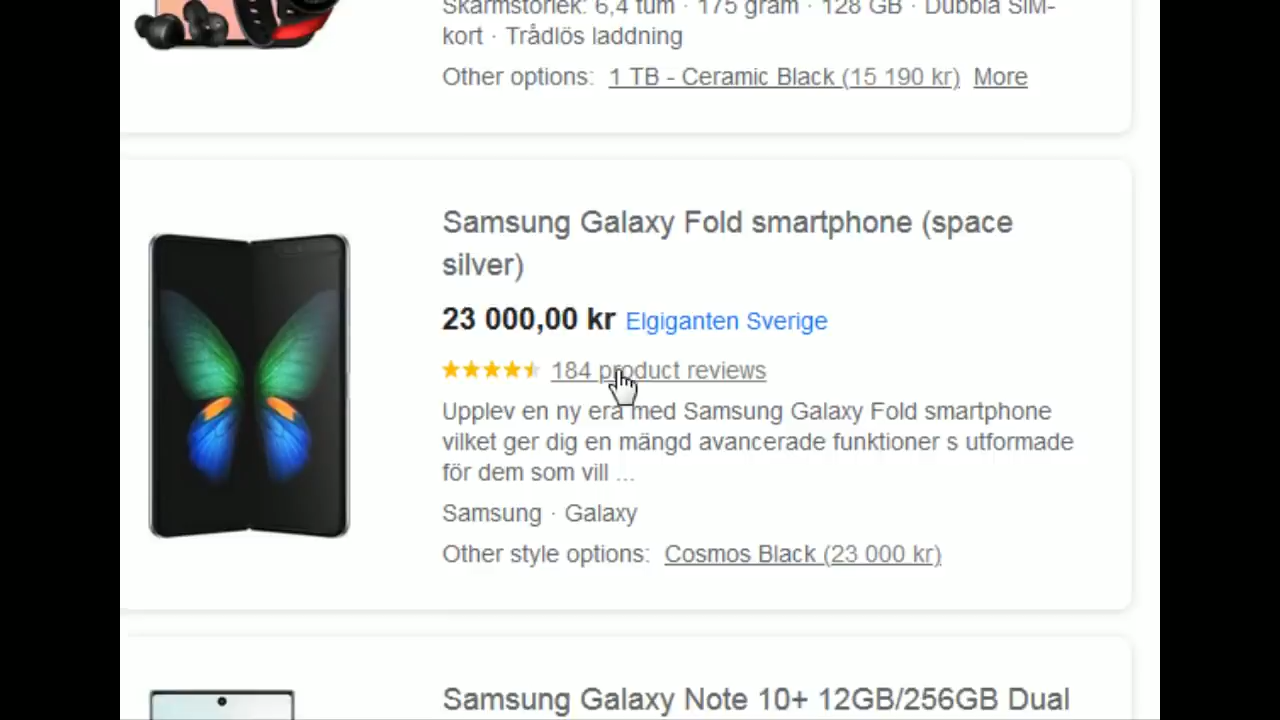 Skärmstorlek: 6,4 tum · 175 gram · 128 GB · Dubbla SIM-
kort · Trådlös laddning
Other options: 1 TB - Ceramic Black (15 190 kr) More
Samsung Galaxy Fold smartphone (space
silver)
23 000,00 kr Elgiganten Sverige
184 product reviews
Upplev en ny era med Samsung Galaxy Fold smartphone
vilket ger dig en mängd avancerade funktioner s utformade
för dem som vill ...
Samsung · Galaxy
Other style options: Cosmos Black (23 000 kr)
Samsung Galaxy Note 10+ 12GB/256GB Dual